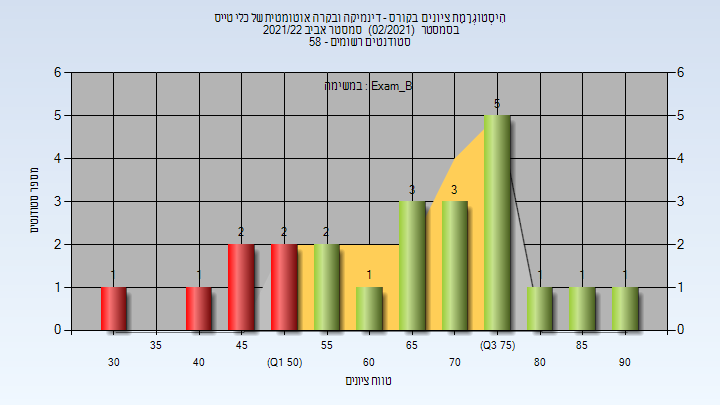 הִיסְטוֹגְרַמַת ציונים בקורס - דינמיקה ובקרה אוטומטית של כלי טייס
בסמסטר (02/2021) סמסטר אביב 2021/22
סטודנטים רשומים - 58
במשימה : Exam_B
מספר סטודנטים
6 6
5 5
4 4
3 3
2 2
1 1
0 0
1 1 2 2 2 1 3 3 5 1 1 1
35 45 55 65 (Q3 75) 85
30 40 (Q1 50) 60 70 80 90
טווח ציונים